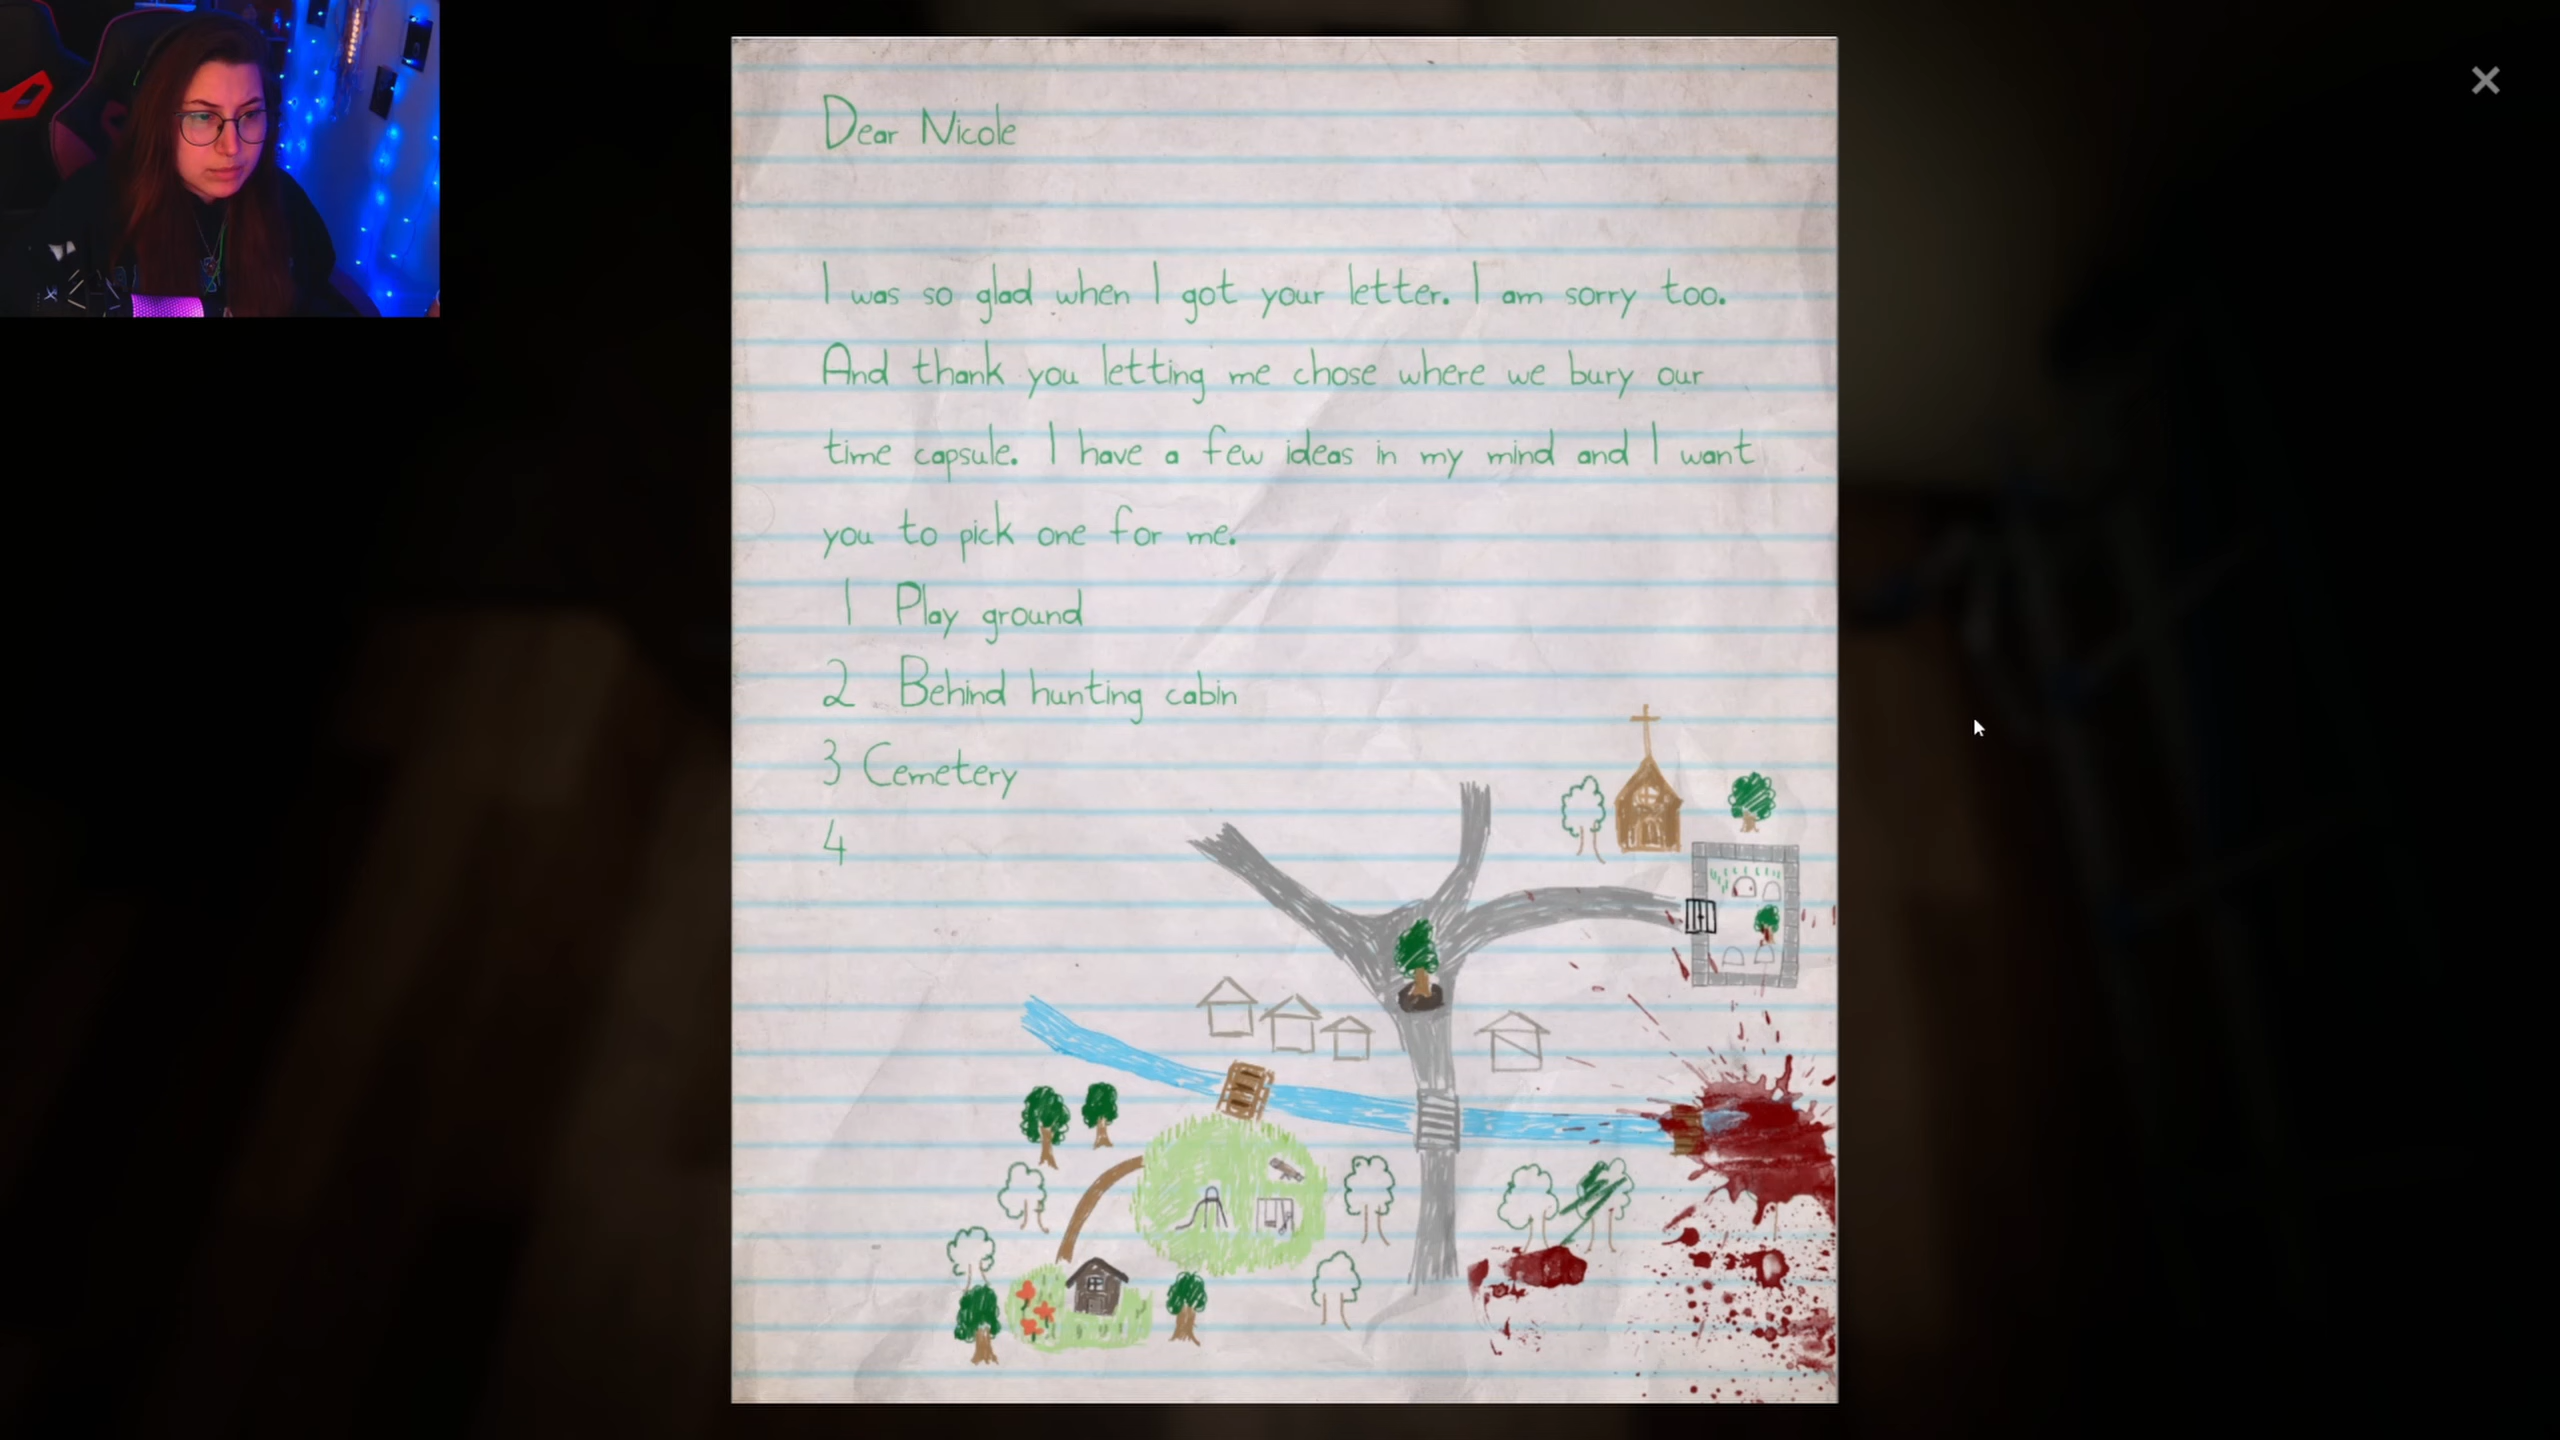 Dear Nicole
I was so glad when I got your letter. I am sorry too.
And thank you letting me chose where we bury our
time capsule. I have a few ideas in my mind and I want
you to pick one for me.
1 Play ground
2 Behind hunting cabin
3 Cemetery
4